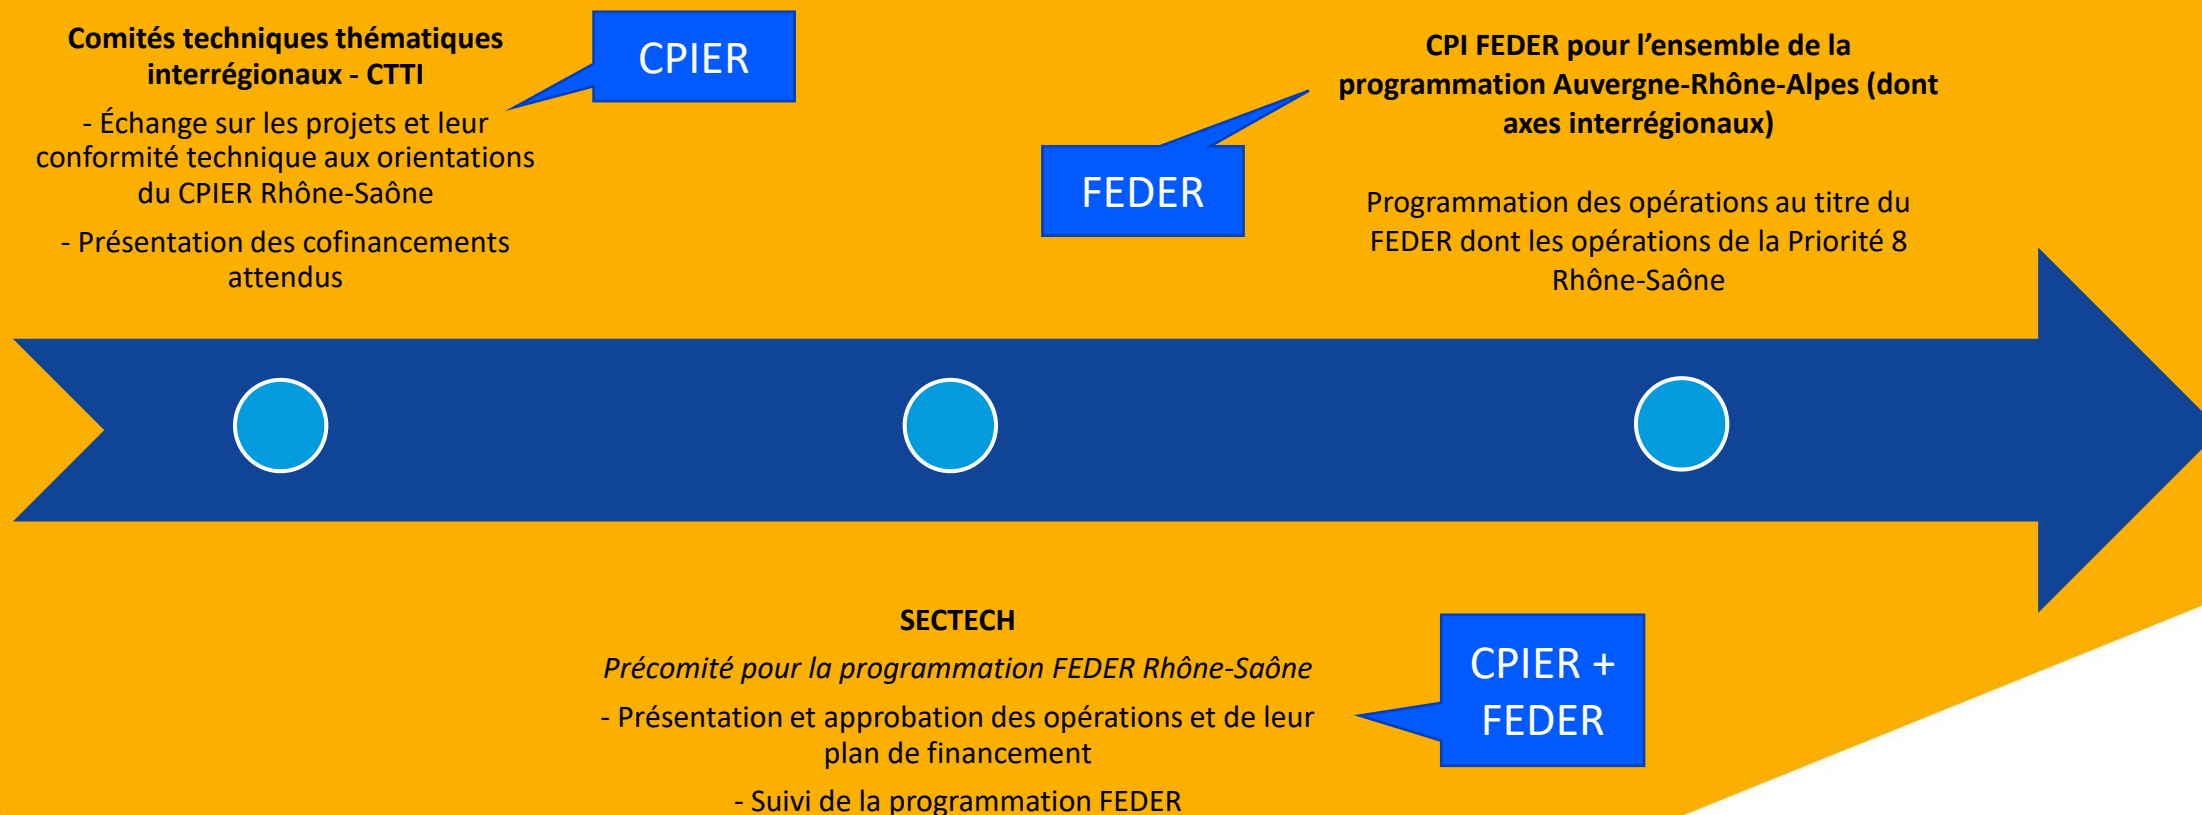 Comités techniques thématiques
interrégionaux - CTTI
- Échange sur les projets et leur
conformité technique aux orientations
du CPIER Rhône-Saône
- Présentation des cofinancements
attendus
CPIER
FEDER
CPI FEDER pour l’ensemble de la
programmation Auvergne-Rhône-Alpes (dont
axes interrégionaux)
Programmation des opérations au titre du
FEDER dont les opérations de la Priorité 8
Rhône-Saône
SECTECH
Précomité pour la programmation FEDER Rhône-Saône
- Présentation et approbation des opérations et de leur
plan de financement
- Suivi de la programmation FEDER
CPIER +
FEDER